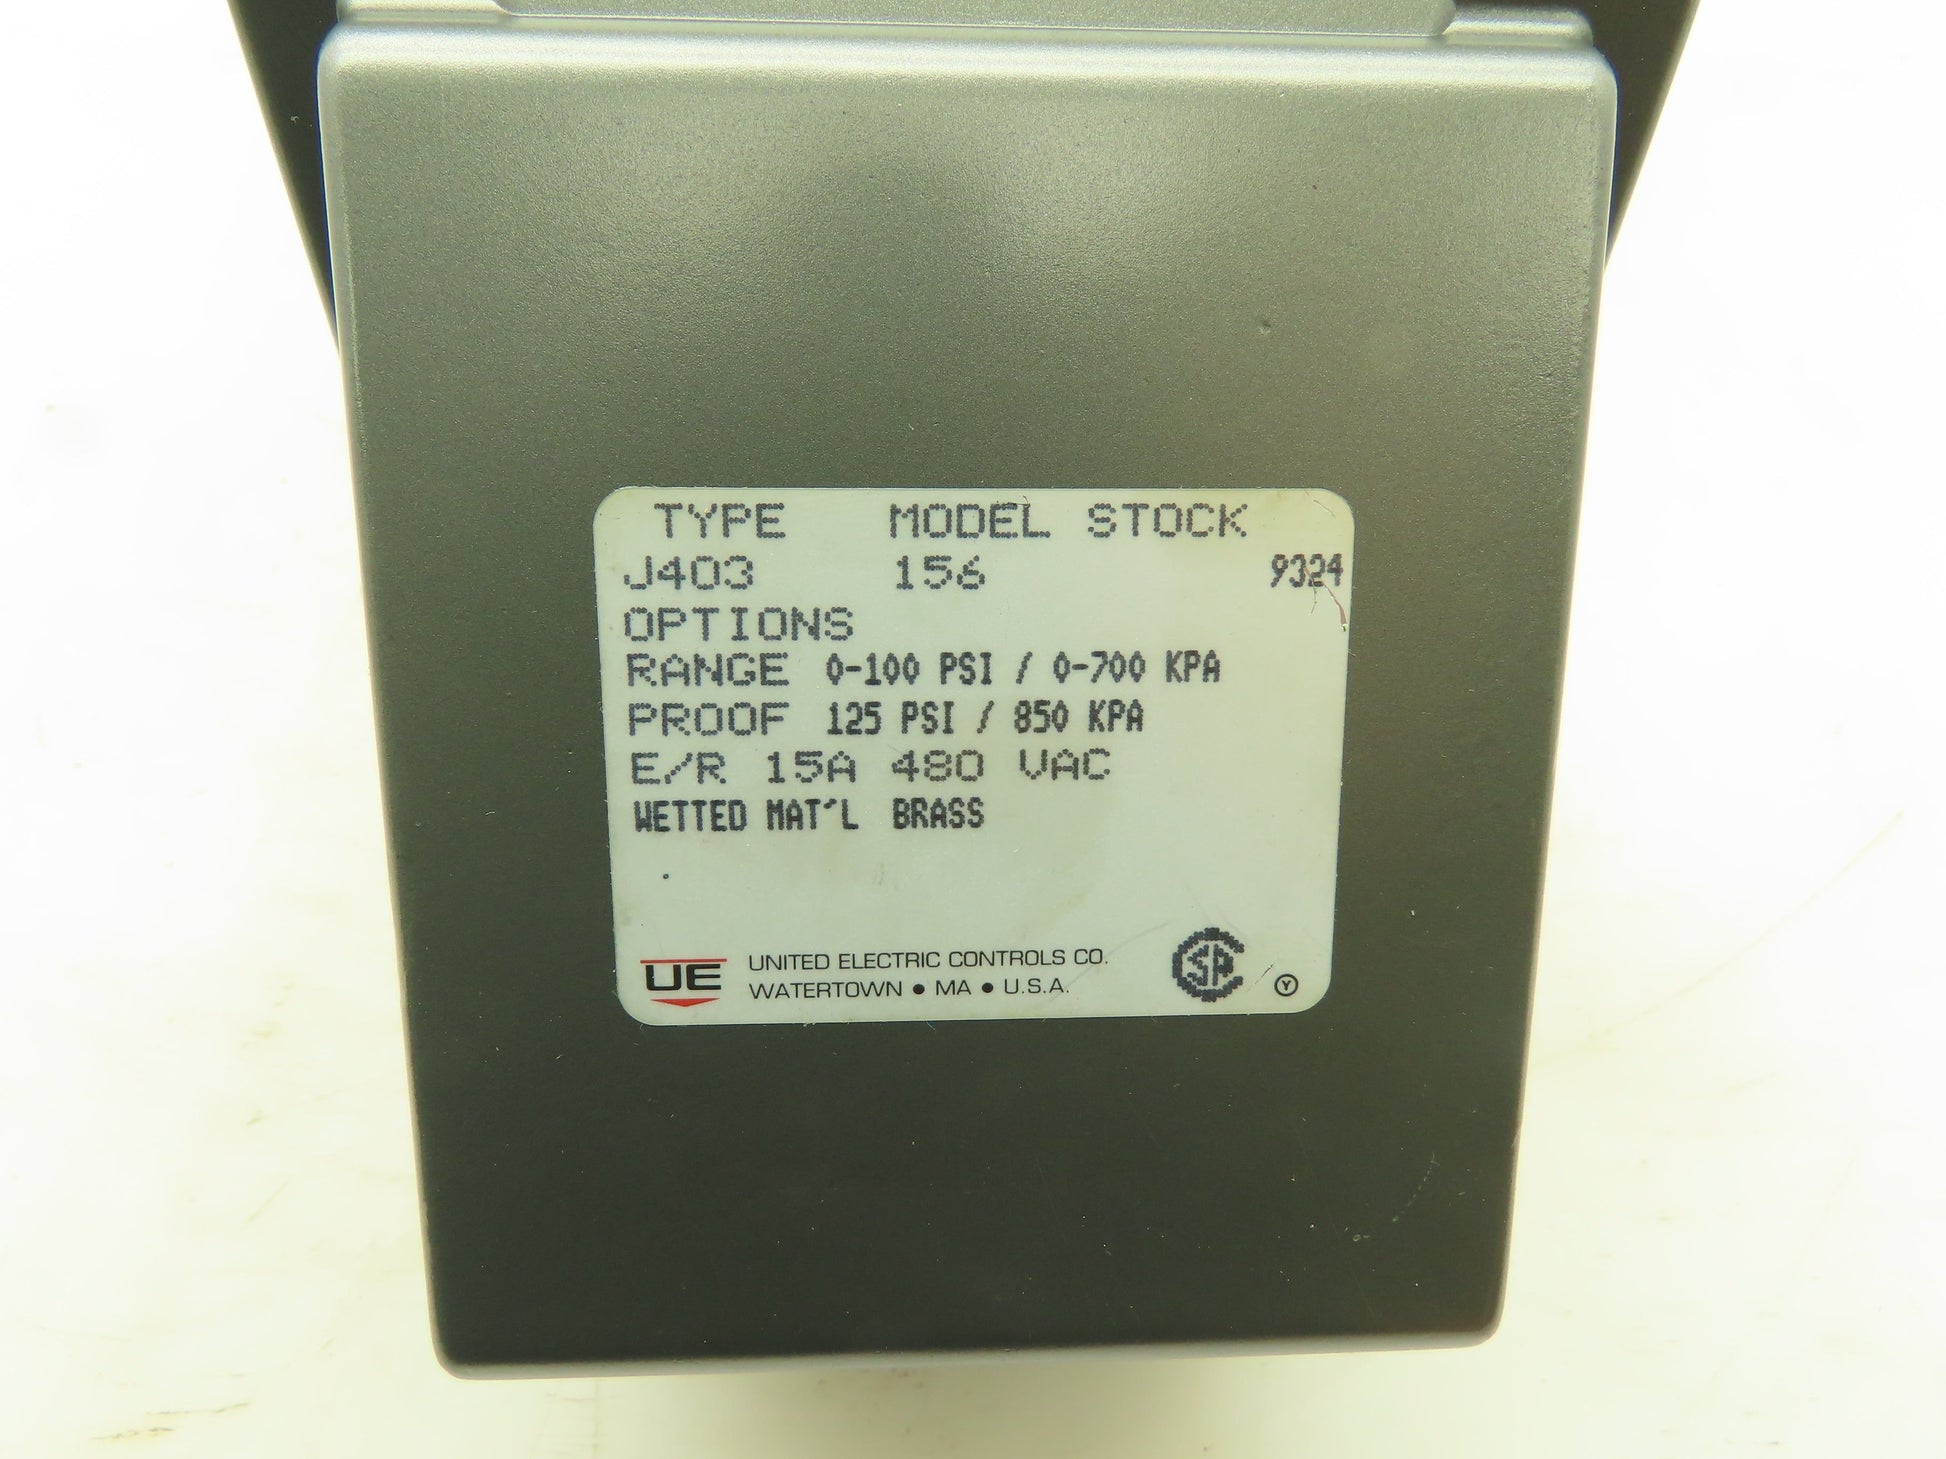 TYPE MODEL STOCK
J403 156 9324
OPTIONS
RANGE 0-100 PSI / 0-700 KPA
PROOF 125 PSI / 850 KPA
E/R 15A 480 VAC
WETTED MAT'L BRASS
UE UNITED ELECTRIC CONTROLS CO.
WATERTOWN • MA • U.S.A.
CSA
Y